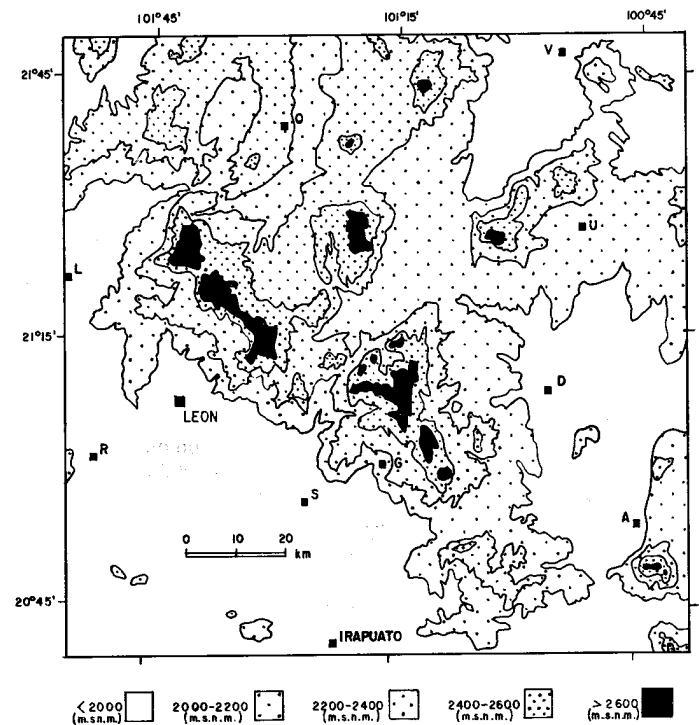 101°45' 101°15' 100°45'
21°45'
V
O
U
L
21°15'
D
LEON
R
G
S
A
0 10 20
km
20°45'
IRAPUATO
<2000 (m.s.n.m.)
2000-2200 (m.s.n.m.)
2200-2400 (m.s.n.m.)
2400-2600 (m.s.n.m.)
>2600 (m.s.n.m.)